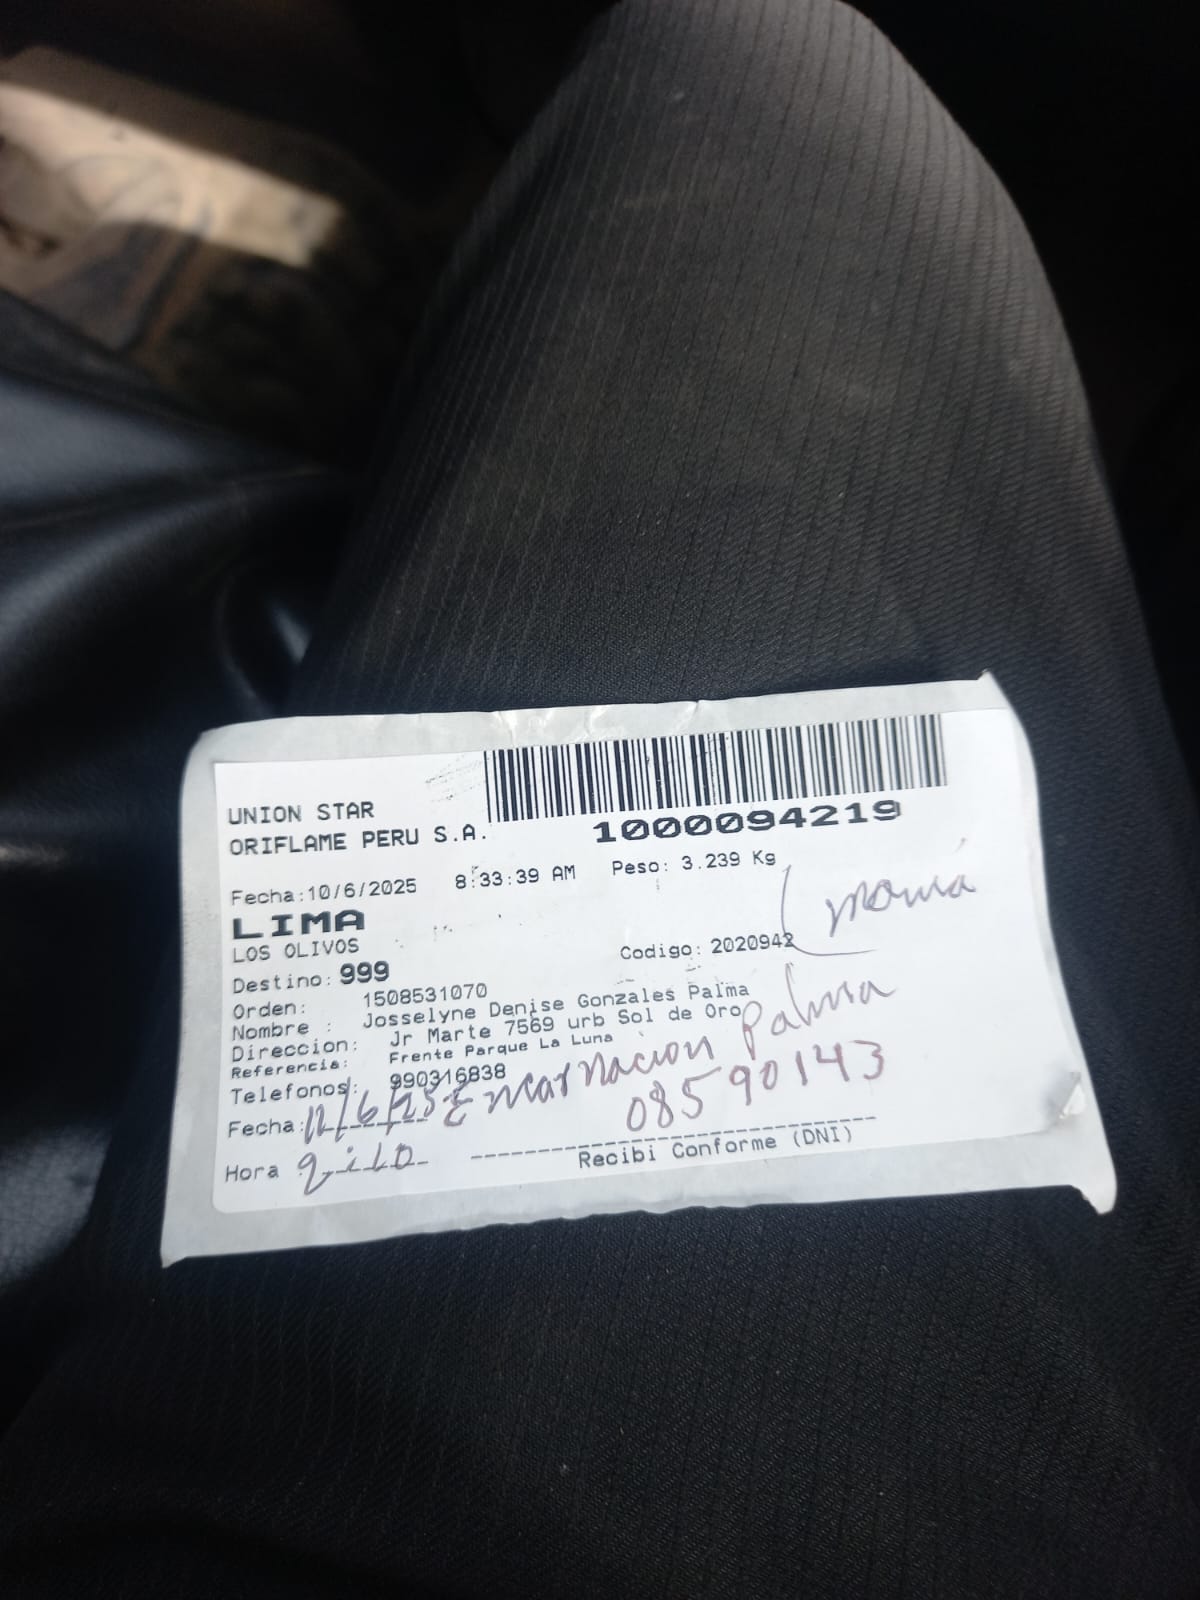 UNION STAR
ORIFLAME PERU S.A.
1000094219
Fecha:10/6/2025 8:33:39 AM Peso: 3.239 Kg
LIMA
LOS OLIVOS
Codigo: 2020942
Destino: 999
Orden: 1508531070
Nombre : Josselyne Denise Gonzales Palma
Direccion: Jr Marte 7569 urb Sol de Oro
Referencia: Frente Parque La Luna
Telefonos: 990316838
Encarnacion Palma
08590143
Fecha: 12/6/25
Hora
Recibi Conforme (DNI)